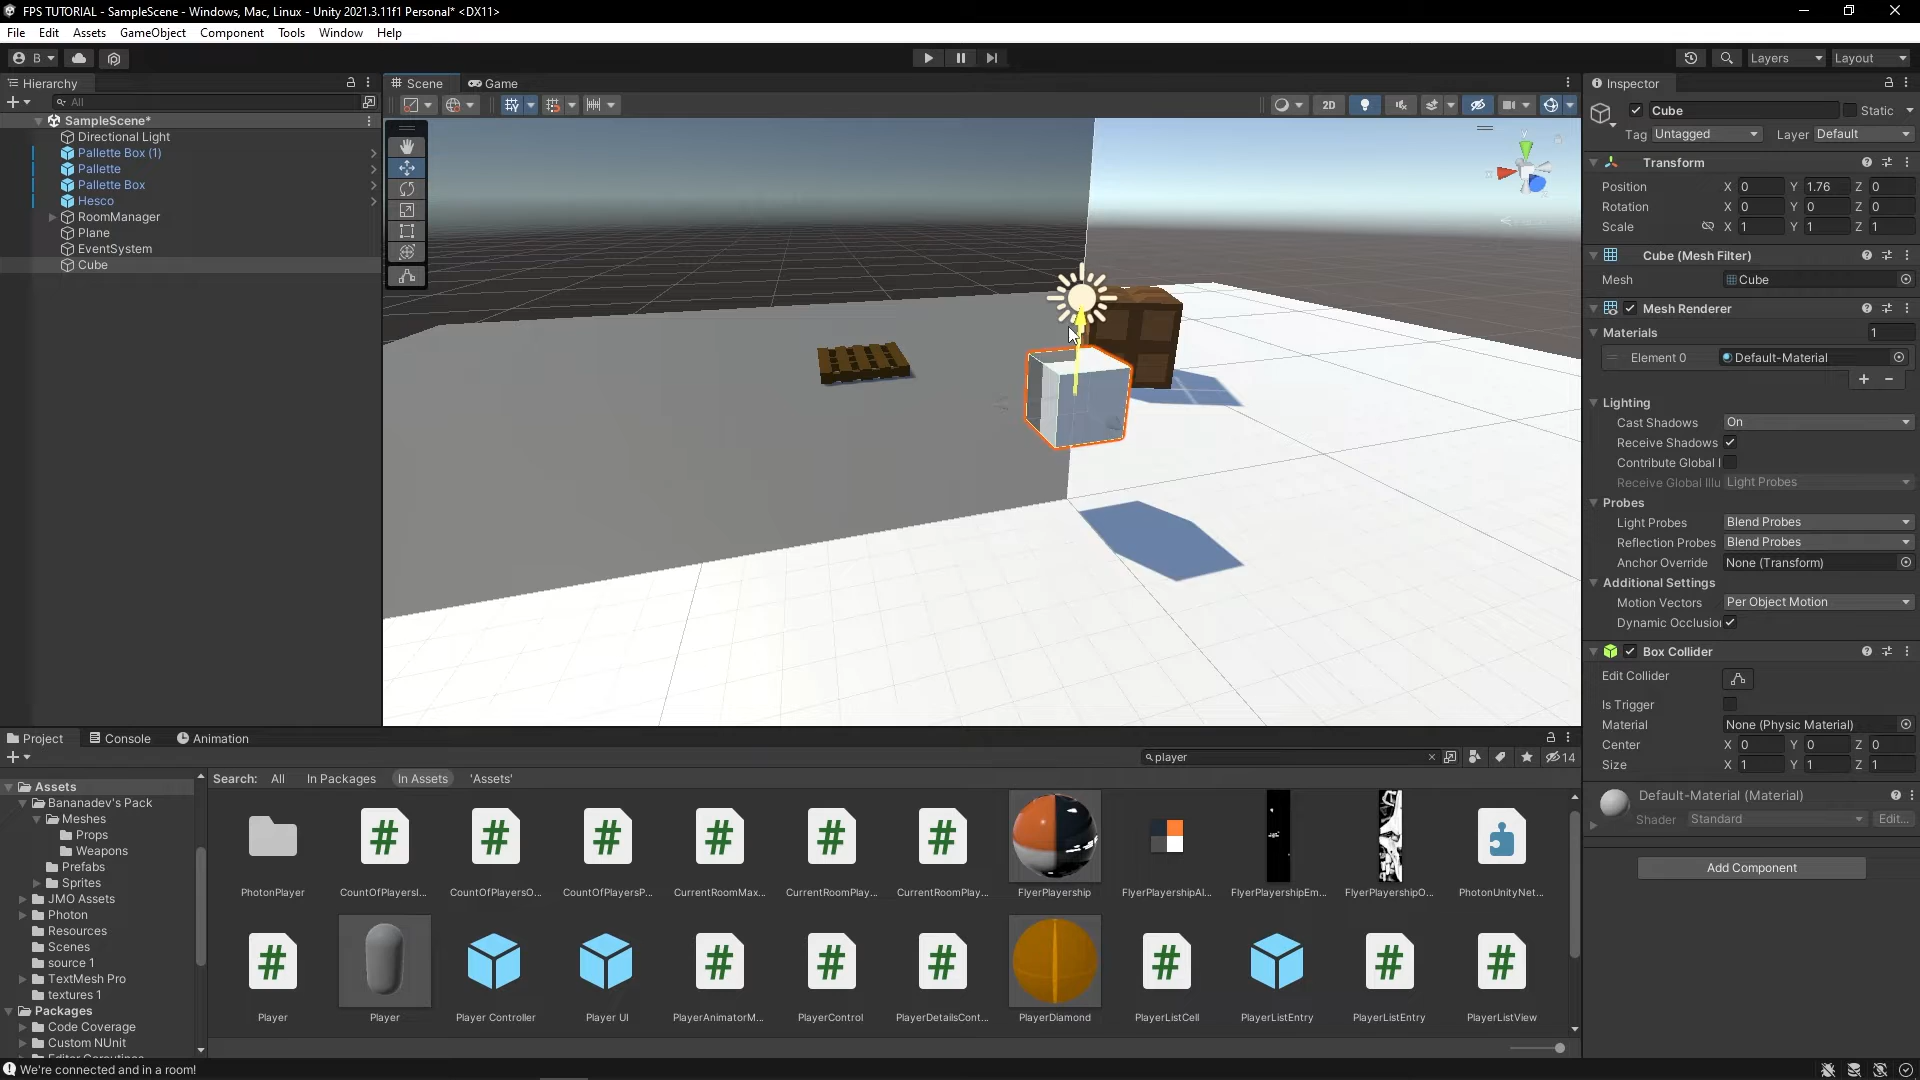 FPS TUTORIAL - SampleScene - Windows, Mac, Linux - Unity 2021.3.11f1 Personal* <DX11>
File Edit Assets GameObject Component Tools Window Help
B Layers Layout
Hierarchy
All
SampleScene*
Directional Light
Pallette Box (1)
Pallette
Pallette Box
Hesco
RoomManager
Plane
EventSystem
Cube
Scene Game
2D
Y
Inspector
Cube Static
Tag Untagged Layer Default
Transform
Position X 0 Y 1.76 Z 0
Rotation X 0 Y 0 Z 0
Scale X 1 Y 1 Z 1
Cube (Mesh Filter)
Mesh Cube
Mesh Renderer
Materials 1
Element 0 Default-Material
Lighting
Cast Shadows On
Receive Shadows
Contribute Global I
Receive Global Illu Light Probes
Probes
Light Probes Blend Probes
Reflection Probes Blend Probes
Anchor Override None (Transform)
Additional Settings
Motion Vectors Per Object Motion
Dynamic Occlusion
Box Collider
Edit Collider
Is Trigger
Material None (Physic Material)
Center X 0 Y 0 Z 0
Size X 1 Y 1 Z 1
Default-Material (Material)
Shader Standard Edit...
Add Component
Project Console Animation
player 14
Assets
Bananadev's Pack
Meshes
Props
Weapons
Prefabs
Sprites
JMO Assets
Photon
Resources
Scenes
source 1
TextMesh Pro
textures 1
Packages
Code Coverage
Custom NUnit
Search: All In Packages In Assets 'Assets'
PhotonPlayer CountOfPlayersI... CountOfPlayersO... CountOfPlayersP... CurrentRoomMax... CurrentRoomPlay... CurrentRoomPlay... FlyerPlayership FlyerPlayershipAl... FlyerPlayershipEm... FlyerPlayershipO... PhotonUnityNet...
Player Player Player Controller Player UI PlayerAnimatorM... PlayerControl PlayerDetailsCont... PlayerDiamond PlayerListCell PlayerListEntry PlayerListEntry PlayerListView
We're connected and in a room!